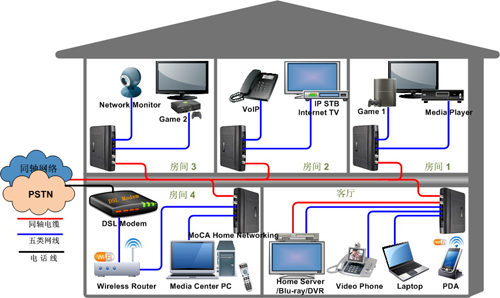 Network Monitor
Game 2
房间 3
VoIP
IP STB
Internet TV
房间 2
Game 1
Media Player
房间 1
同轴网络
PSTN
同轴电缆
五类网线
电话线
房间 4
DSL Modem
DSL Modem
MoCA Home Networking
WiFi
Wireless Router
Media Center PC
客厅
Home Server
/Blu-ray/DVR
Video Phone
Laptop
PDA